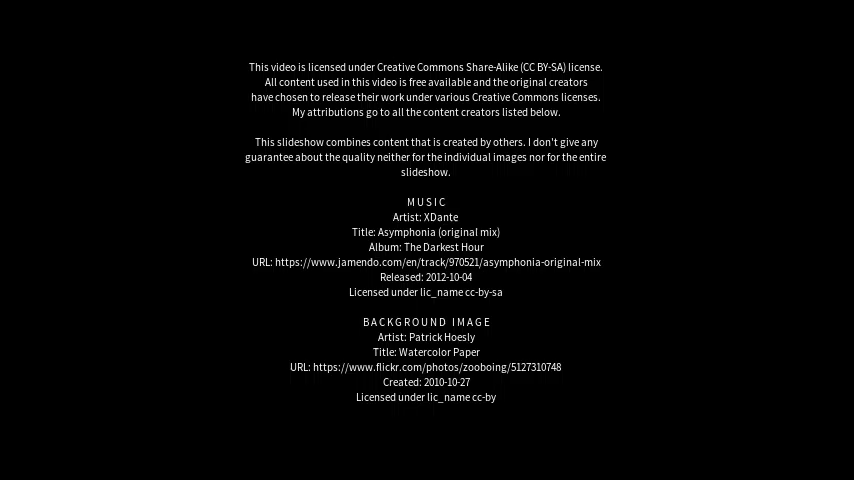 This video is licensed under Creative Commons Share-Alike (CC BY-SA) license.
All content used in this video is free available and the original creators
have chosen to release their work under various Creative Commons licenses.
My attributions go to all the content creators listed below.
This slideshow combines content that is created by others. I don't give any
guarantee about the quality neither for the individual images nor for the entire
slideshow.
MUSIC
Artist: XDante
Title: Asymphonia (original mix)
Album: The Darkest Hour
URL: https://www.jamendo.com/en/track/970521/asymphonia-original-mix
Released: 2012-10-04
Licensed under lic_name cc-by-sa
BACKGROUND IMAGE
Artist: Patrick Hoesly
Title: Watercolor Paper
URL: https://www.flickr.com/photos/zooboing/5127310748
Created: 2010-10-27
Licensed under lic_name cc-by